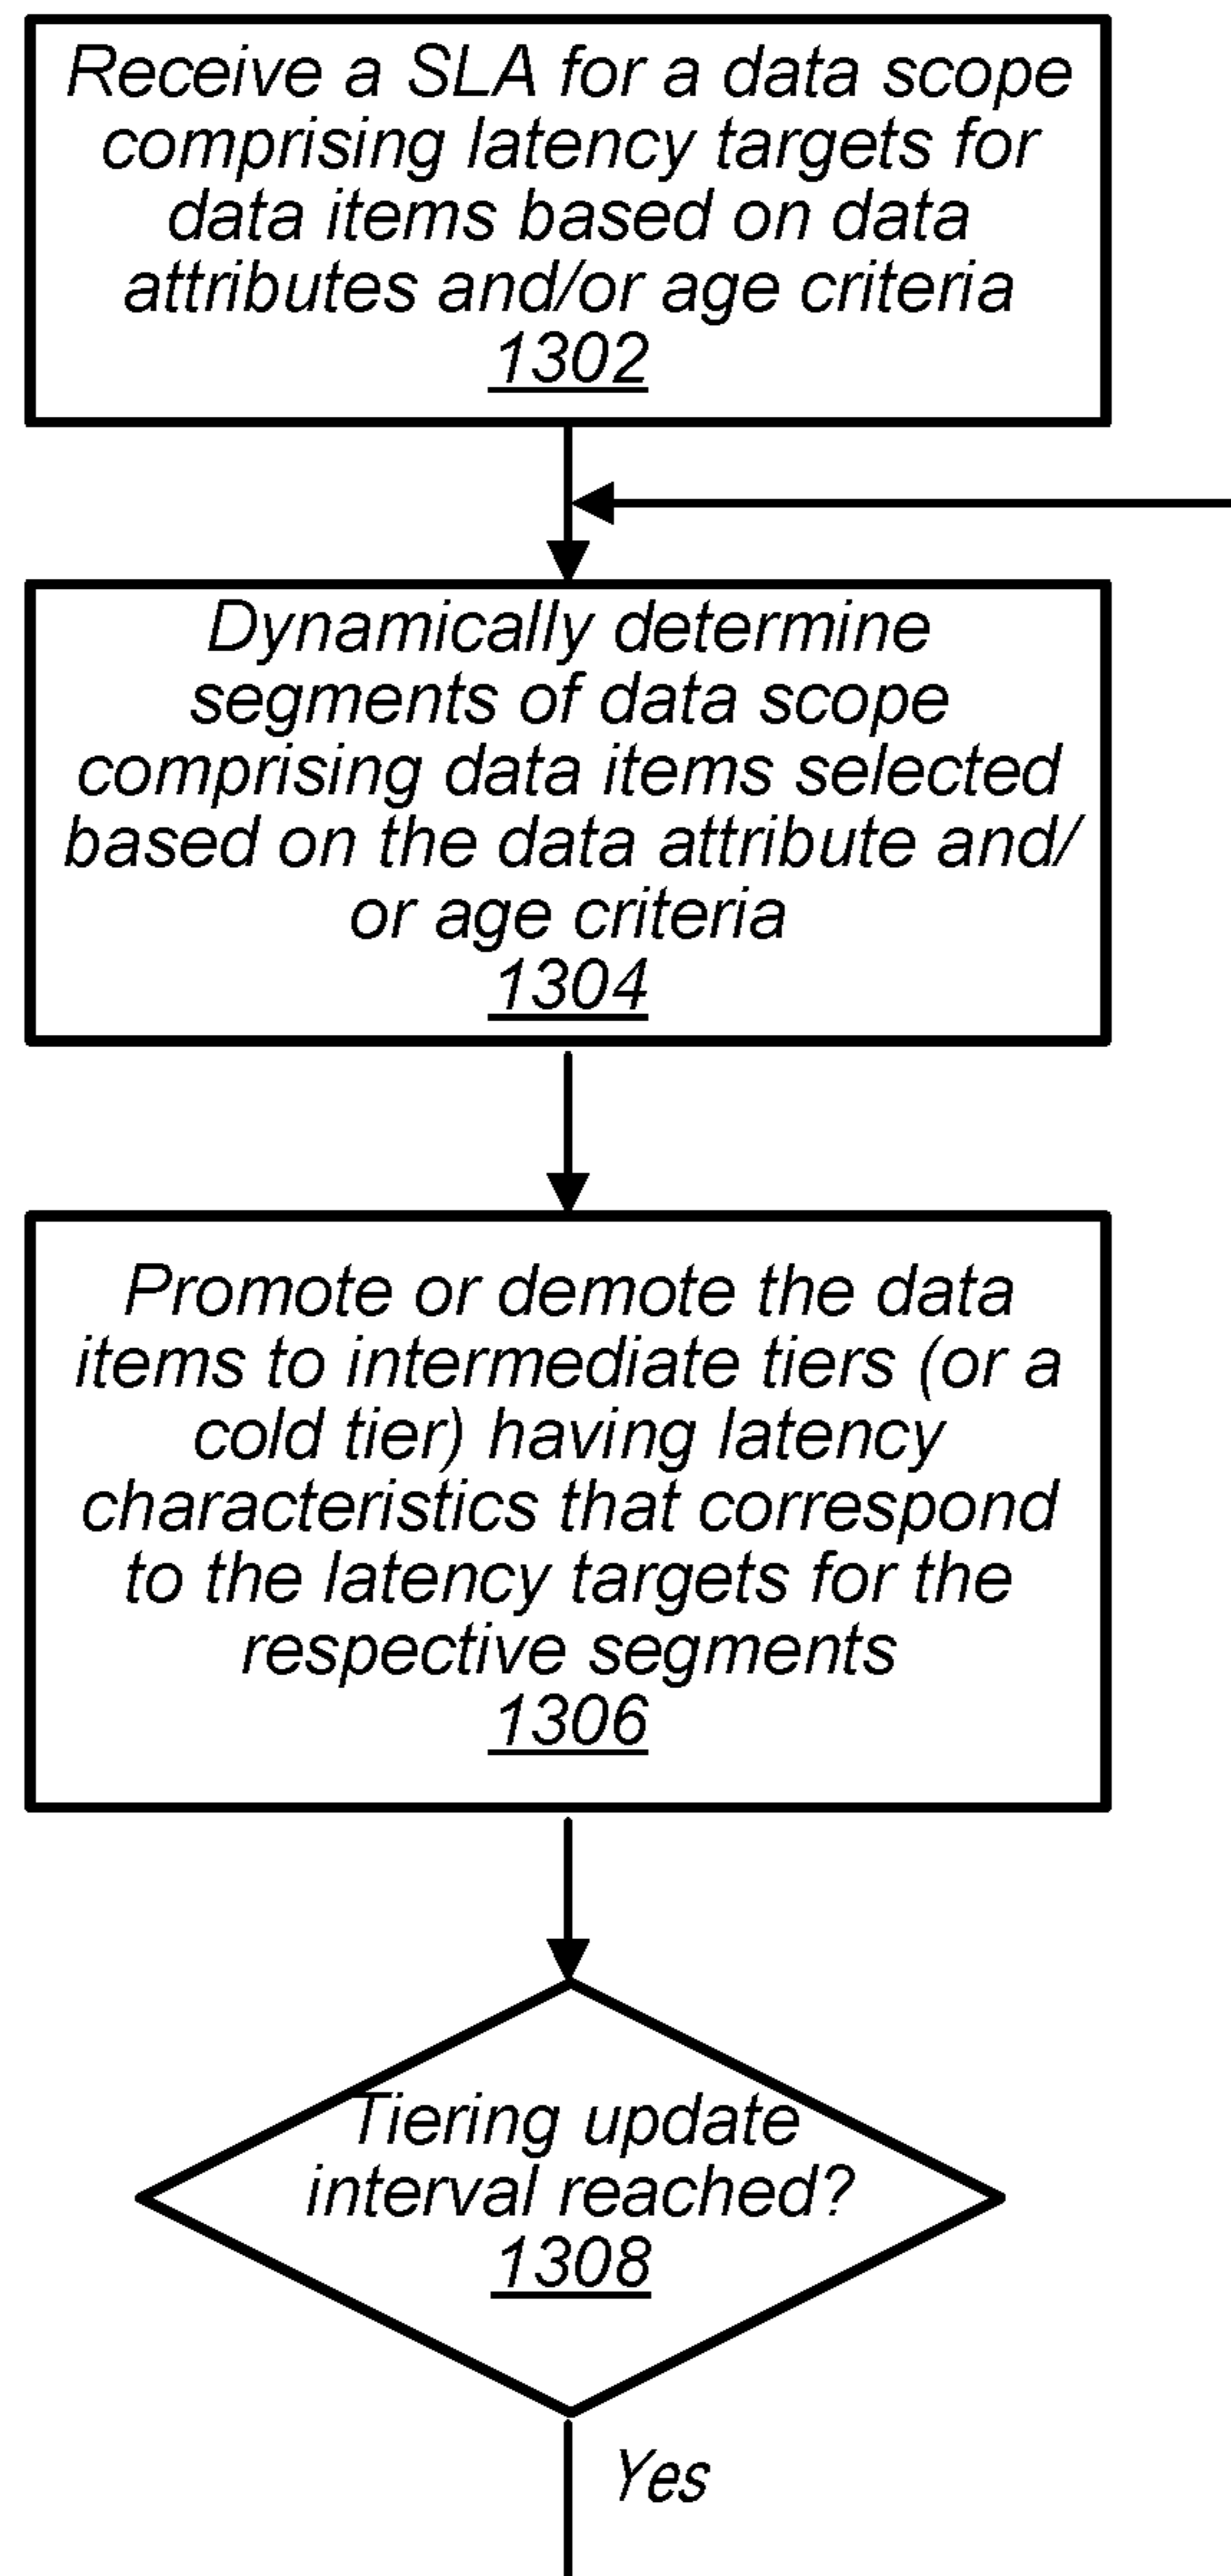 Receive a SLA for a data scope
comprising latency targets for
data items based on data
attributes and/or age criteria
1302
Dynamically determine
segments of data scope
comprising data items selected
based on the data attribute and/
or age criteria
1304
Promote or demote the data
items to intermediate tiers (or a
cold tier) having latency
characteristics that correspond
to the latency targets for the
respective segments
1306
Tiering update
interval reached?
1308
Yes